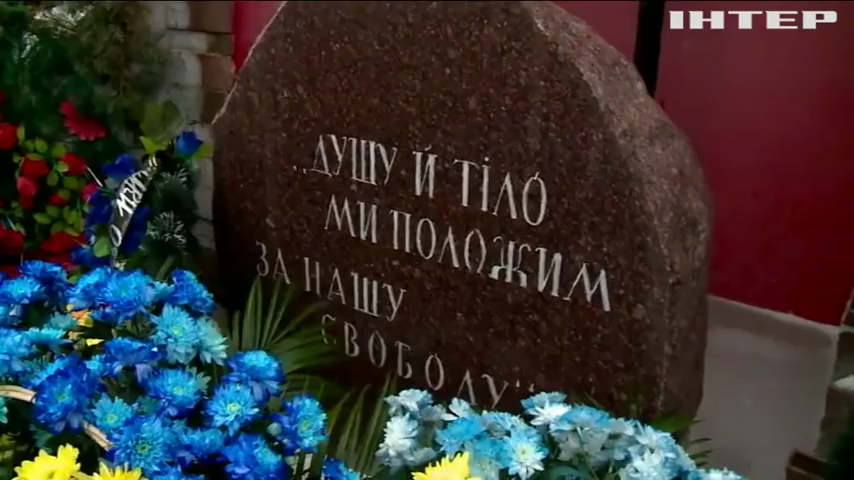 ІНТЕР
„ДУШУ Й ТІЛО
МИ ПОЛОЖИМ
ЗА НАШУ
СВОБОДУ"